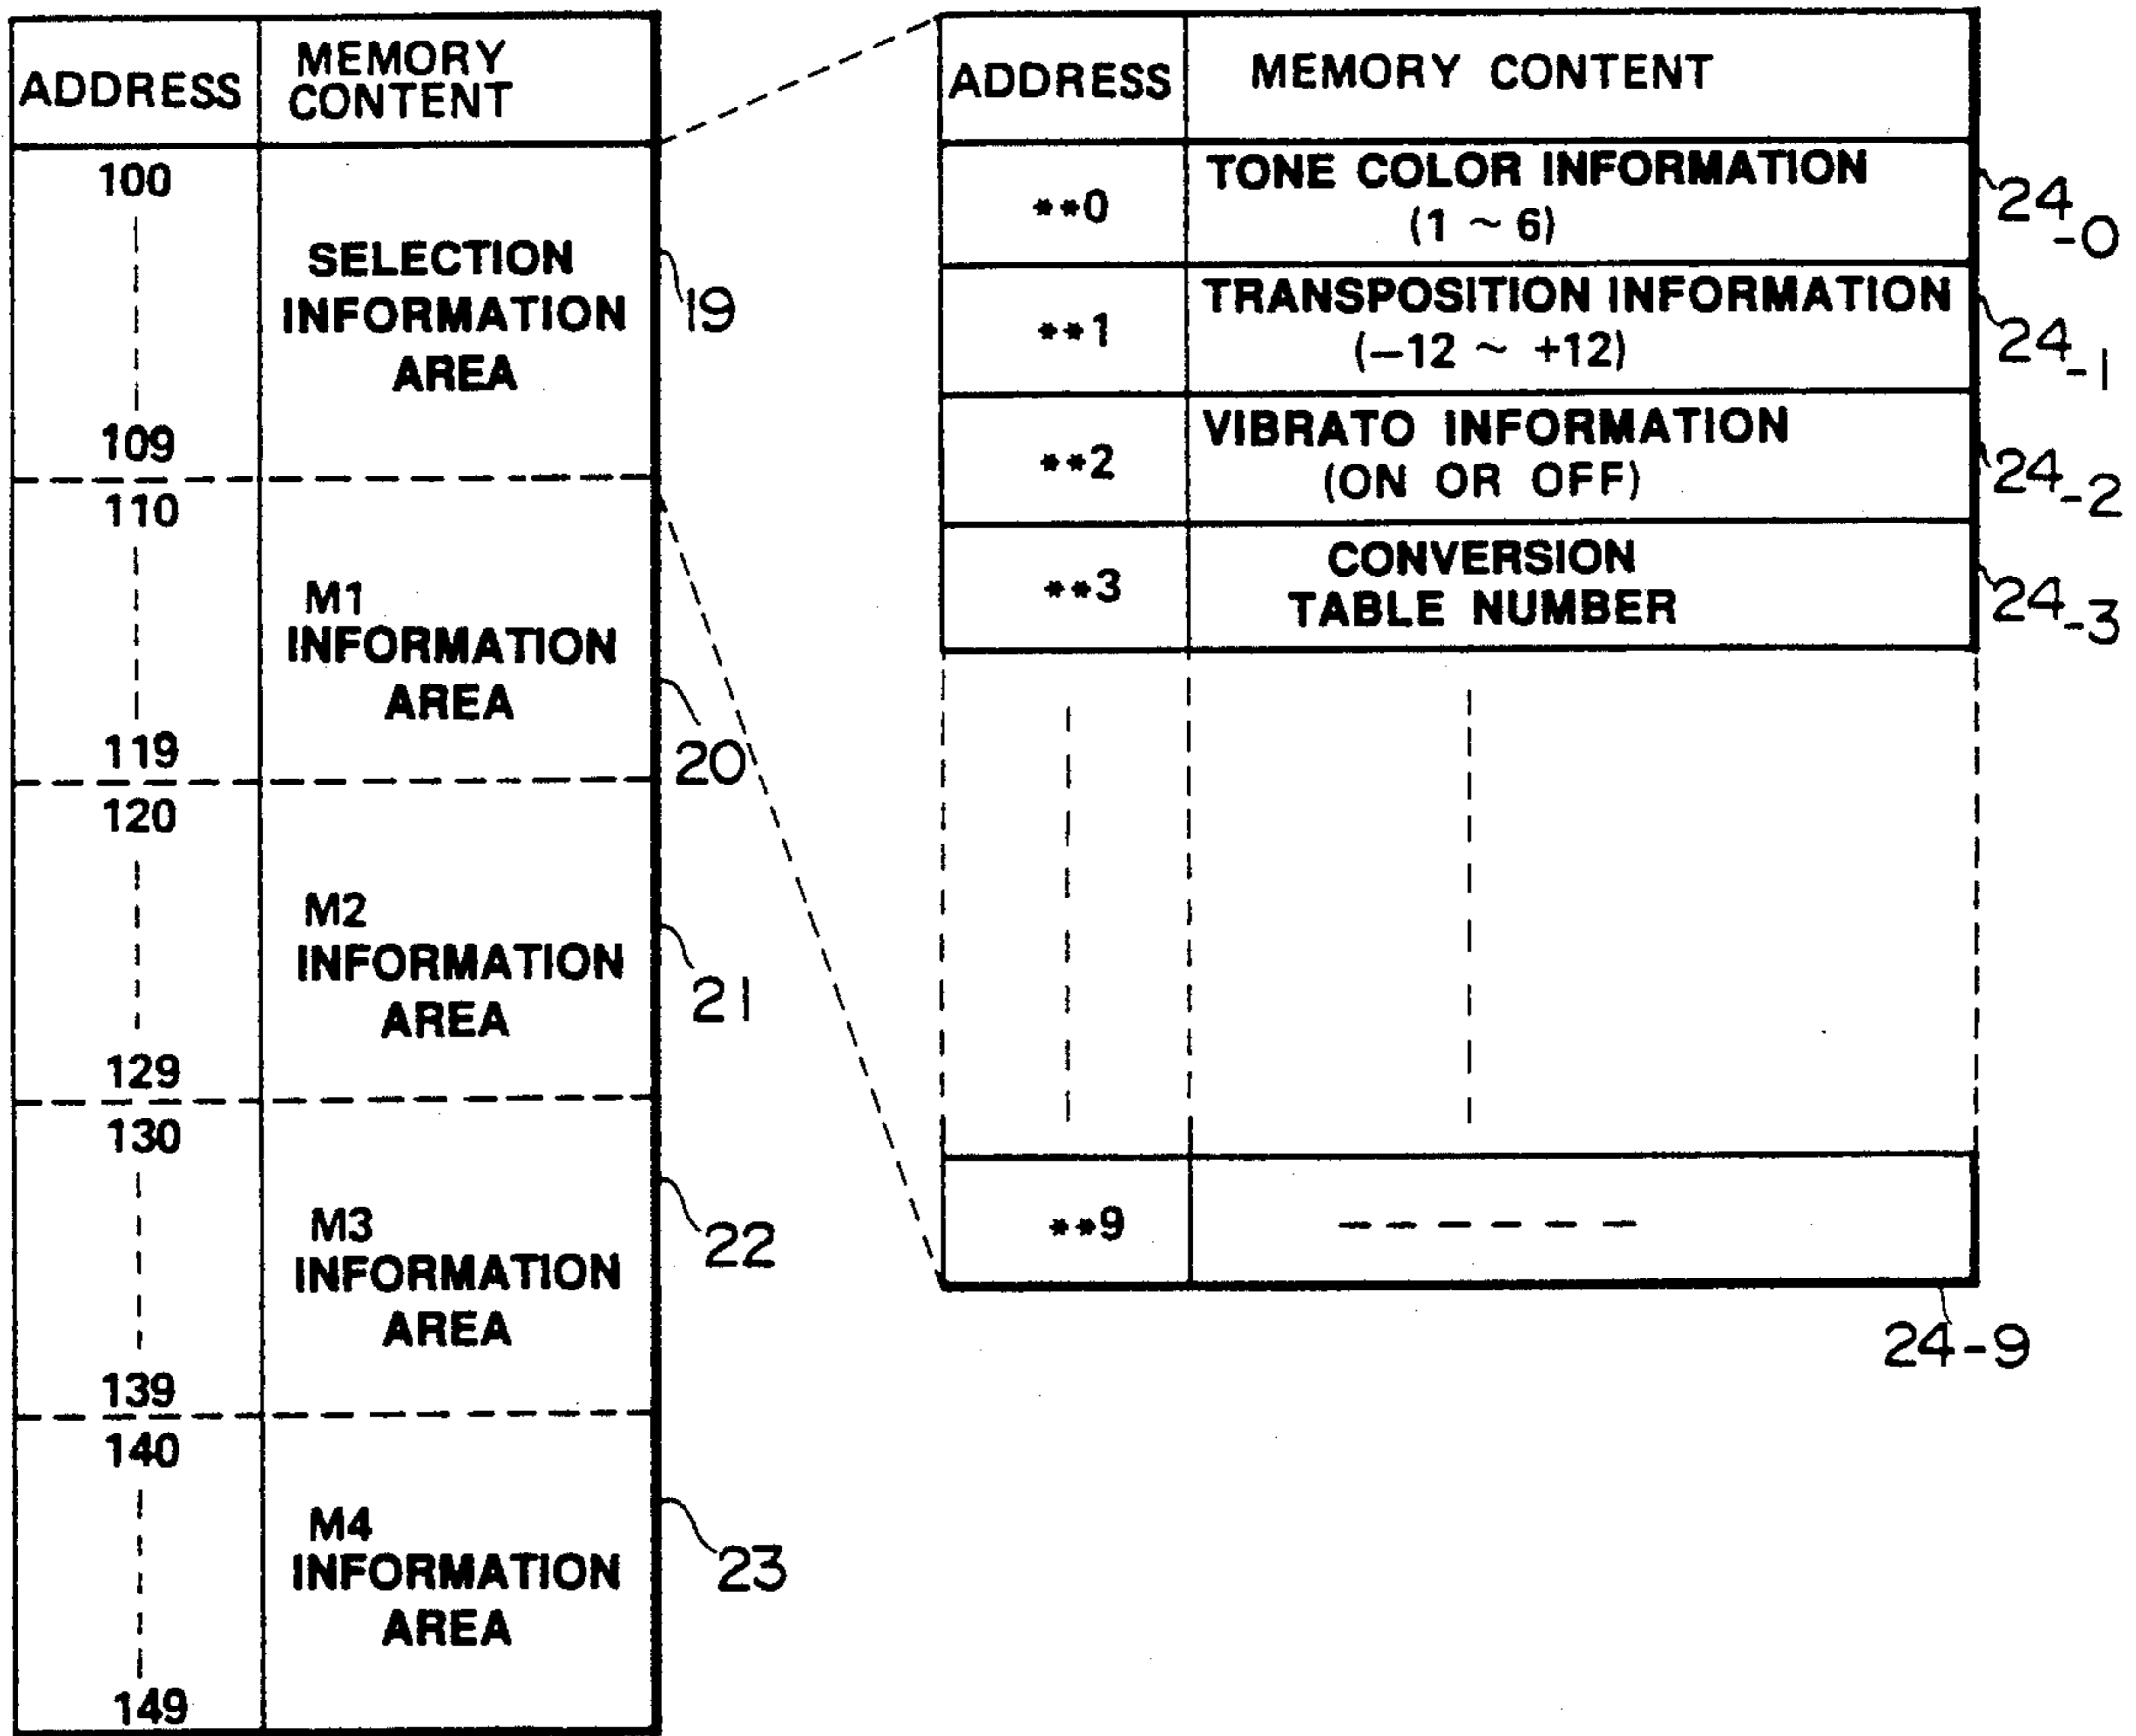 ADDRESS
MEMORY
CONTENT
100
109
SELECTION
INFORMATION
AREA
19
110
119
M1
INFORMATION
AREA
20
120
129
M2
INFORMATION
AREA
21
130
139
M3
INFORMATION
AREA
22
140
149
M4
INFORMATION
AREA
23
ADDRESS
MEMORY CONTENT
**0
TONE COLOR INFORMATION
(1 ~ 6)
24-0
**1
TRANSPOSITION INFORMATION
(−12 ~ +12)
24-1
**2
VIBRATO INFORMATION
(ON OR OFF)
24-2
**3
CONVERSION
TABLE NUMBER
24-3
**9
24-9